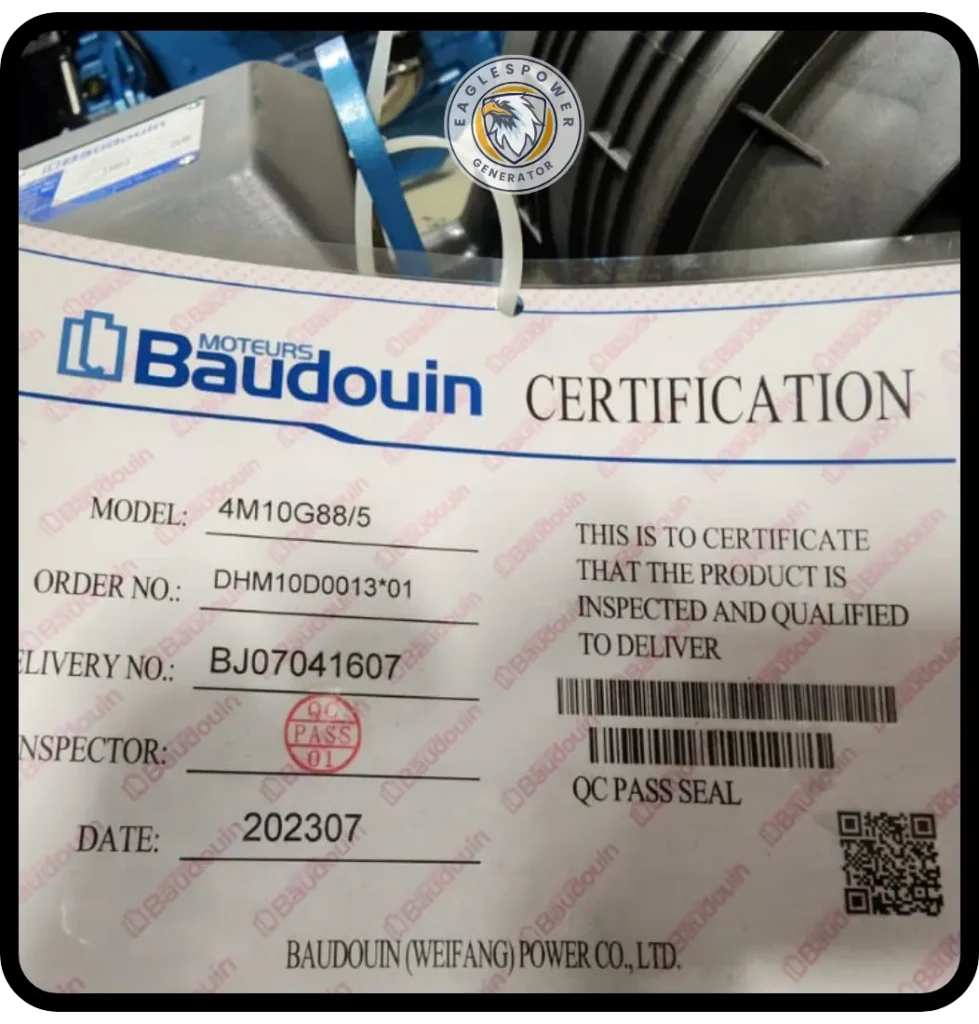 EAGLESPOWER
GENERATOR
Baudouin
MOTEURS
Baudouin
CERTIFICATION
MODEL: 4M10G88/5
ORDER NO.: DHM10D0013*01
ELIVERY NO.: BJ07041607
NSPECTOR:
QC
PASS
01
DATE: 202307
THIS IS TO CERTIFICATE
THAT THE PRODUCT IS
INSPECTED AND QUALIFIED
TO DELIVER
QC PASS SEAL
BAUDOUIN (WEIFANG) POWER CO., LTD.